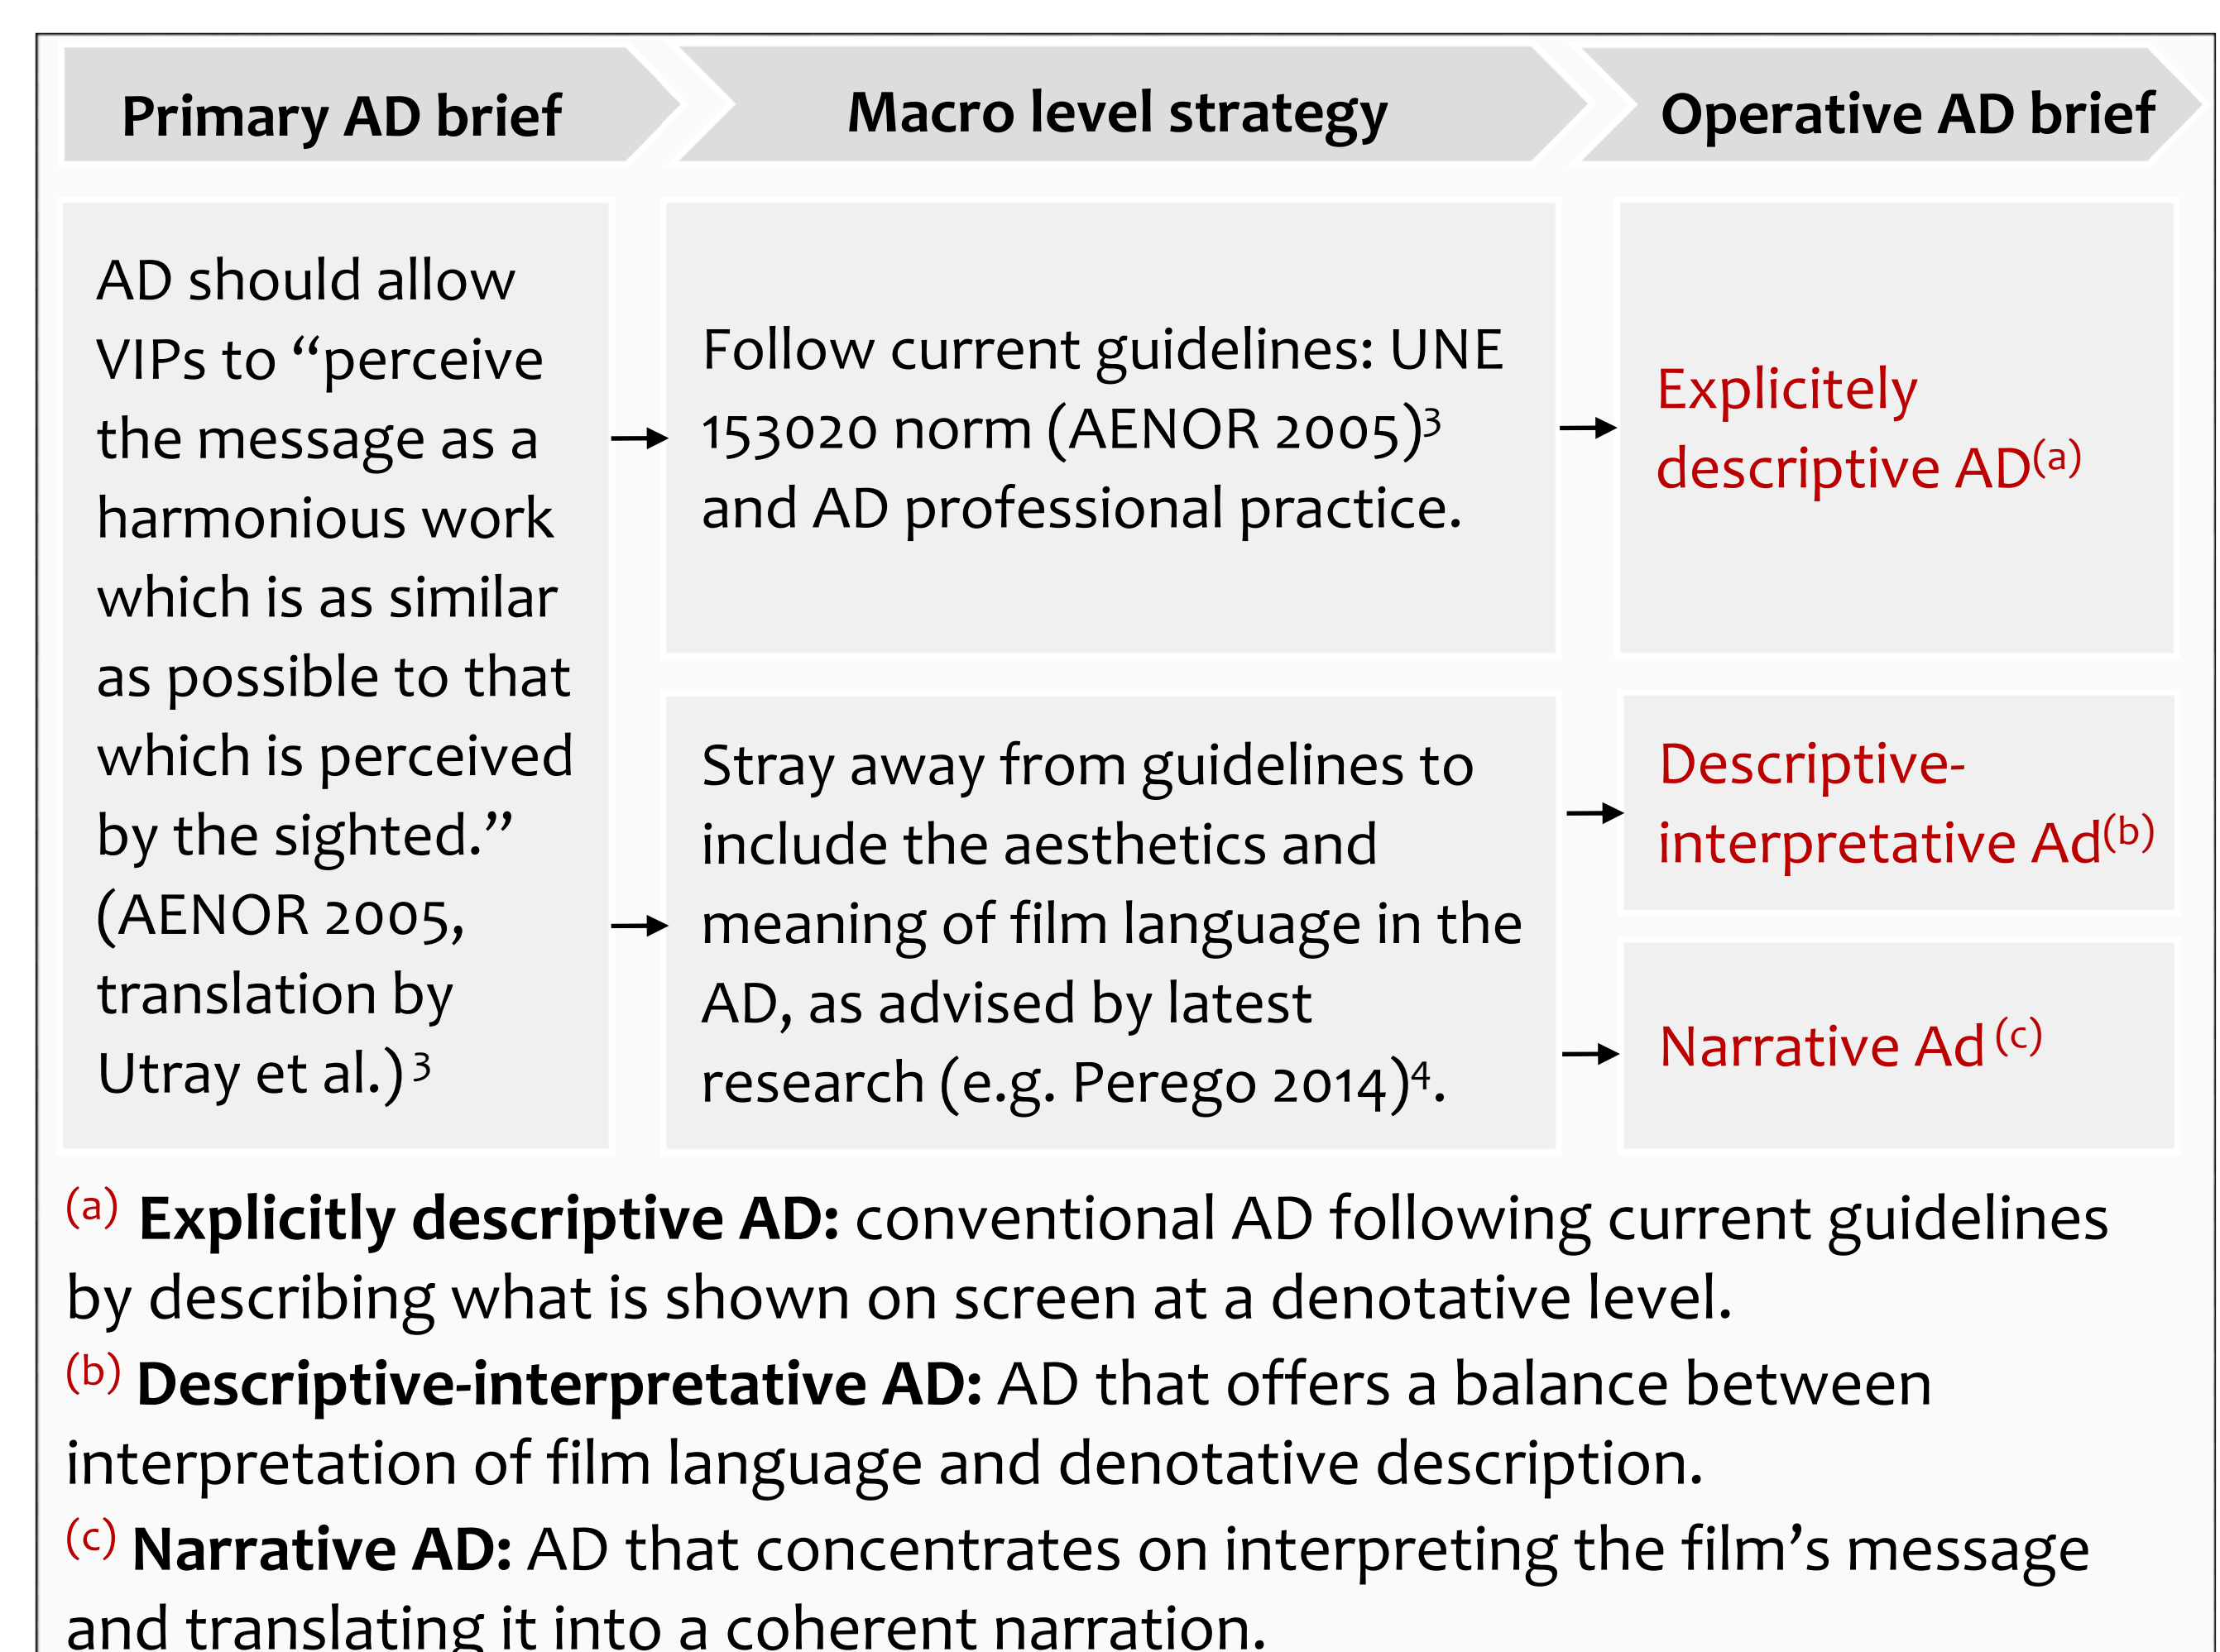 Primary AD brief
Macro level strategy
Operative AD brief
AD should allow
VIPs to “perceive
the message as a
harmonious work
which is as similar
as possible to that
which is perceived
by the sighted.”
(AENOR 2005,
translation by
Utray et al.) 3
Follow current guidelines: UNE
153020 norm (AENOR 2005)3
and AD professional practice.
Explicitely
descriptive AD(a)
Stray away from guidelines to
include the aesthetics and
meaning of film language in the
AD, as advised by latest
research (e.g. Perego 2014)4.
Descriptive-
interpretative Ad(b)
Narrative Ad (c)
(a) Explicitly descriptive AD: conventional AD following current guidelines
by describing what is shown on screen at a denotative level.
(b) Descriptive-interpretative AD: AD that offers a balance between
interpretation of film language and denotative description.
(c) Narrative AD: AD that concentrates on interpreting the film’s message
and translating it into a coherent narration.